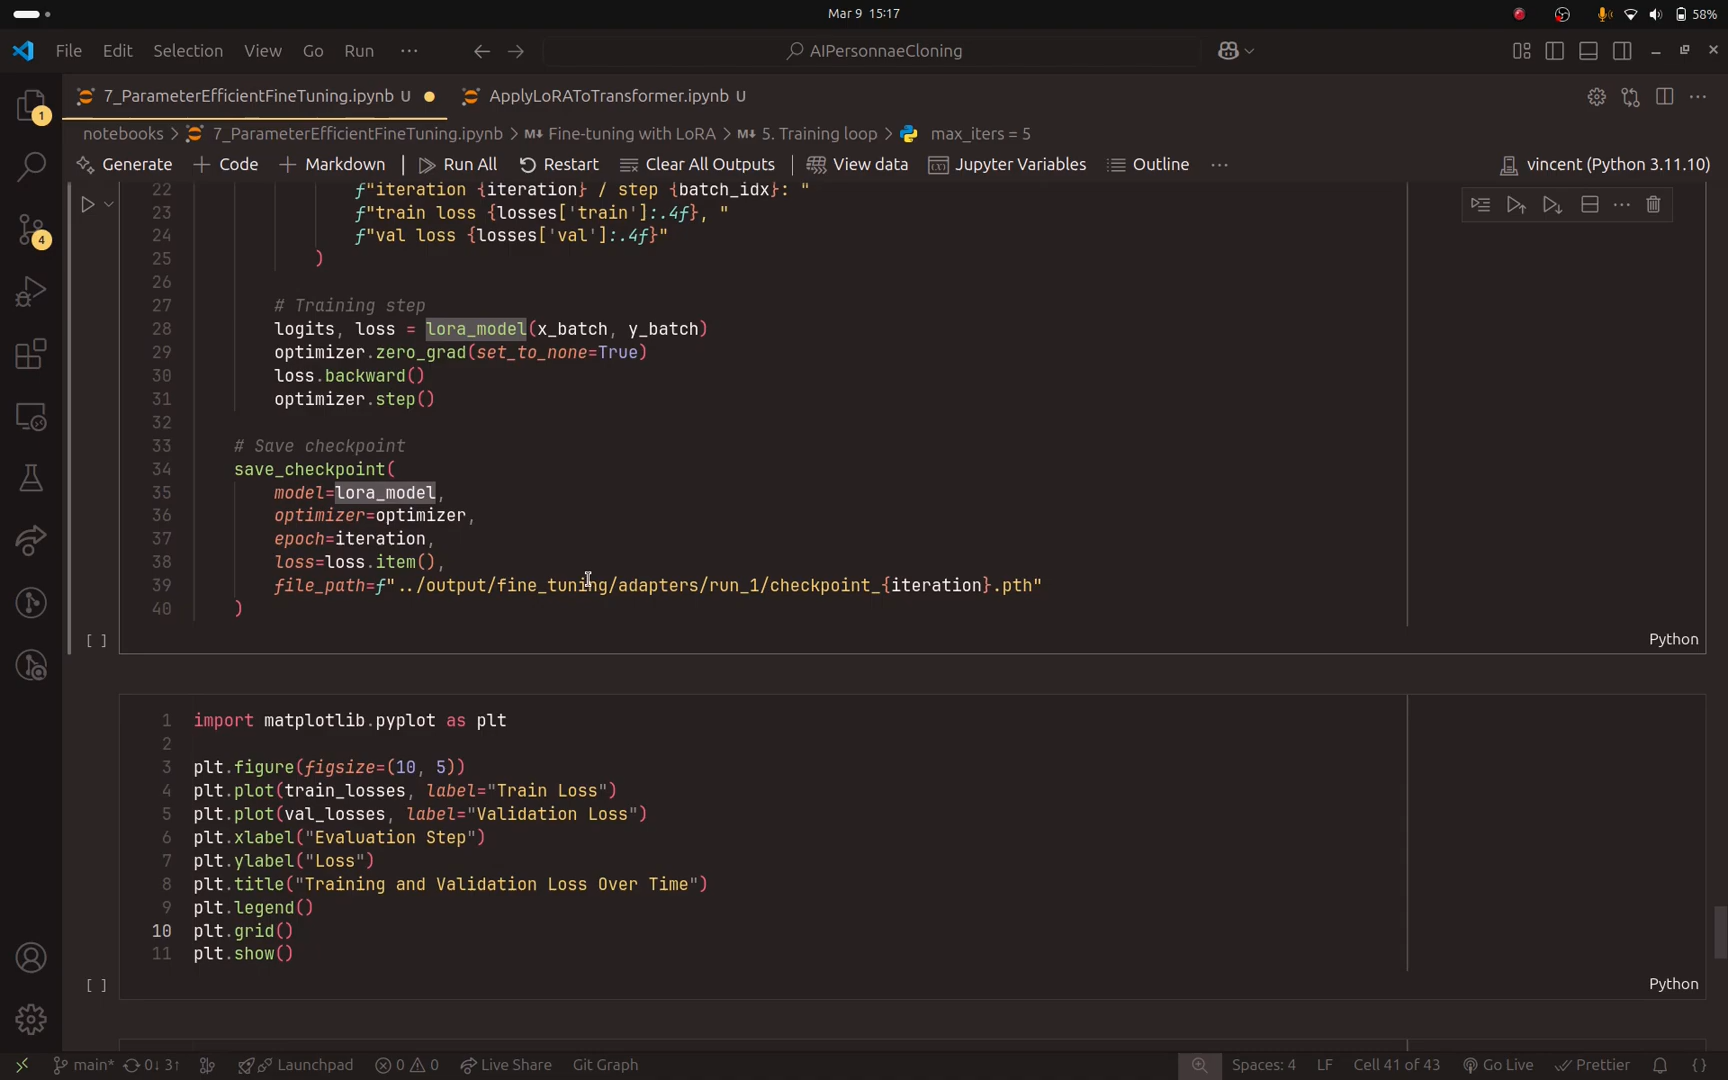 Mar 9 15:17
58%
File Edit Selection View Go Run ···
AIPersonnaeCloning
7_ParameterEfficientFineTuning.ipynb U
ApplyLoRAToTransformer.ipynb U
notebooks > 7_ParameterEfficientFineTuning.ipynb > M↓ Fine-tuning with LoRA > M↓ 5. Training loop > max_iters = 5
Generate + Code + Markdown | Run All Restart Clear All Outputs | View data Jupyter Variables Outline ···
vincent (Python 3.11.10)
1
4
22 f"iteration {iteration} / step {batch_idx}: "
23 f"train loss {losses['train']:.4f}, "
24 f"val loss {losses['val']:.4f}"
25 )
26
27 # Training step
28 logits, loss = lora_model(x_batch, y_batch)
29 optimizer.zero_grad(set_to_none=True)
30 loss.backward()
31 optimizer.step()
32
33 # Save checkpoint
34 save_checkpoint(
35 model=lora_model,
36 optimizer=optimizer,
37 epoch=iteration,
38 loss=loss.item(),
39 file_path=f"../output/fine_tuning/adapters/run_1/checkpoint_{iteration}.pth"
40 )
[ ] Python
1 import matplotlib.pyplot as plt
2
3 plt.figure(figsize=(10, 5))
4 plt.plot(train_losses, label="Train Loss")
5 plt.plot(val_losses, label="Validation Loss")
6 plt.xlabel("Evaluation Step")
7 plt.ylabel("Loss")
8 plt.title("Training and Validation Loss Over Time")
9 plt.legend()
10 plt.grid()
11 plt.show()
[ ] Python
main* 0↓ 3↑ Launchpad 0 0 Live Share Git Graph Spaces: 4 LF Cell 41 of 43 Go Live Prettier {}